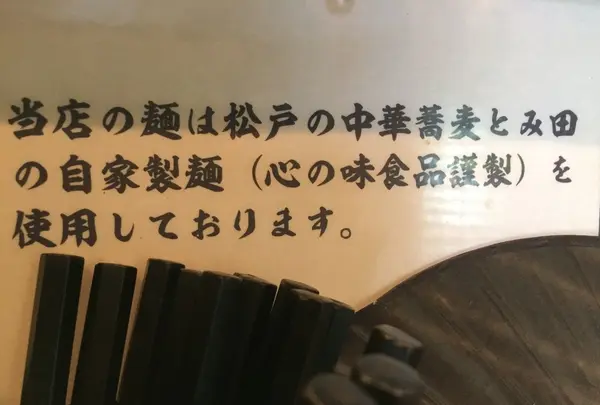 当店の麺は松戸の中華蕎麦とみ田
の自家製麺（心の味食品謹製）を
使用しております。